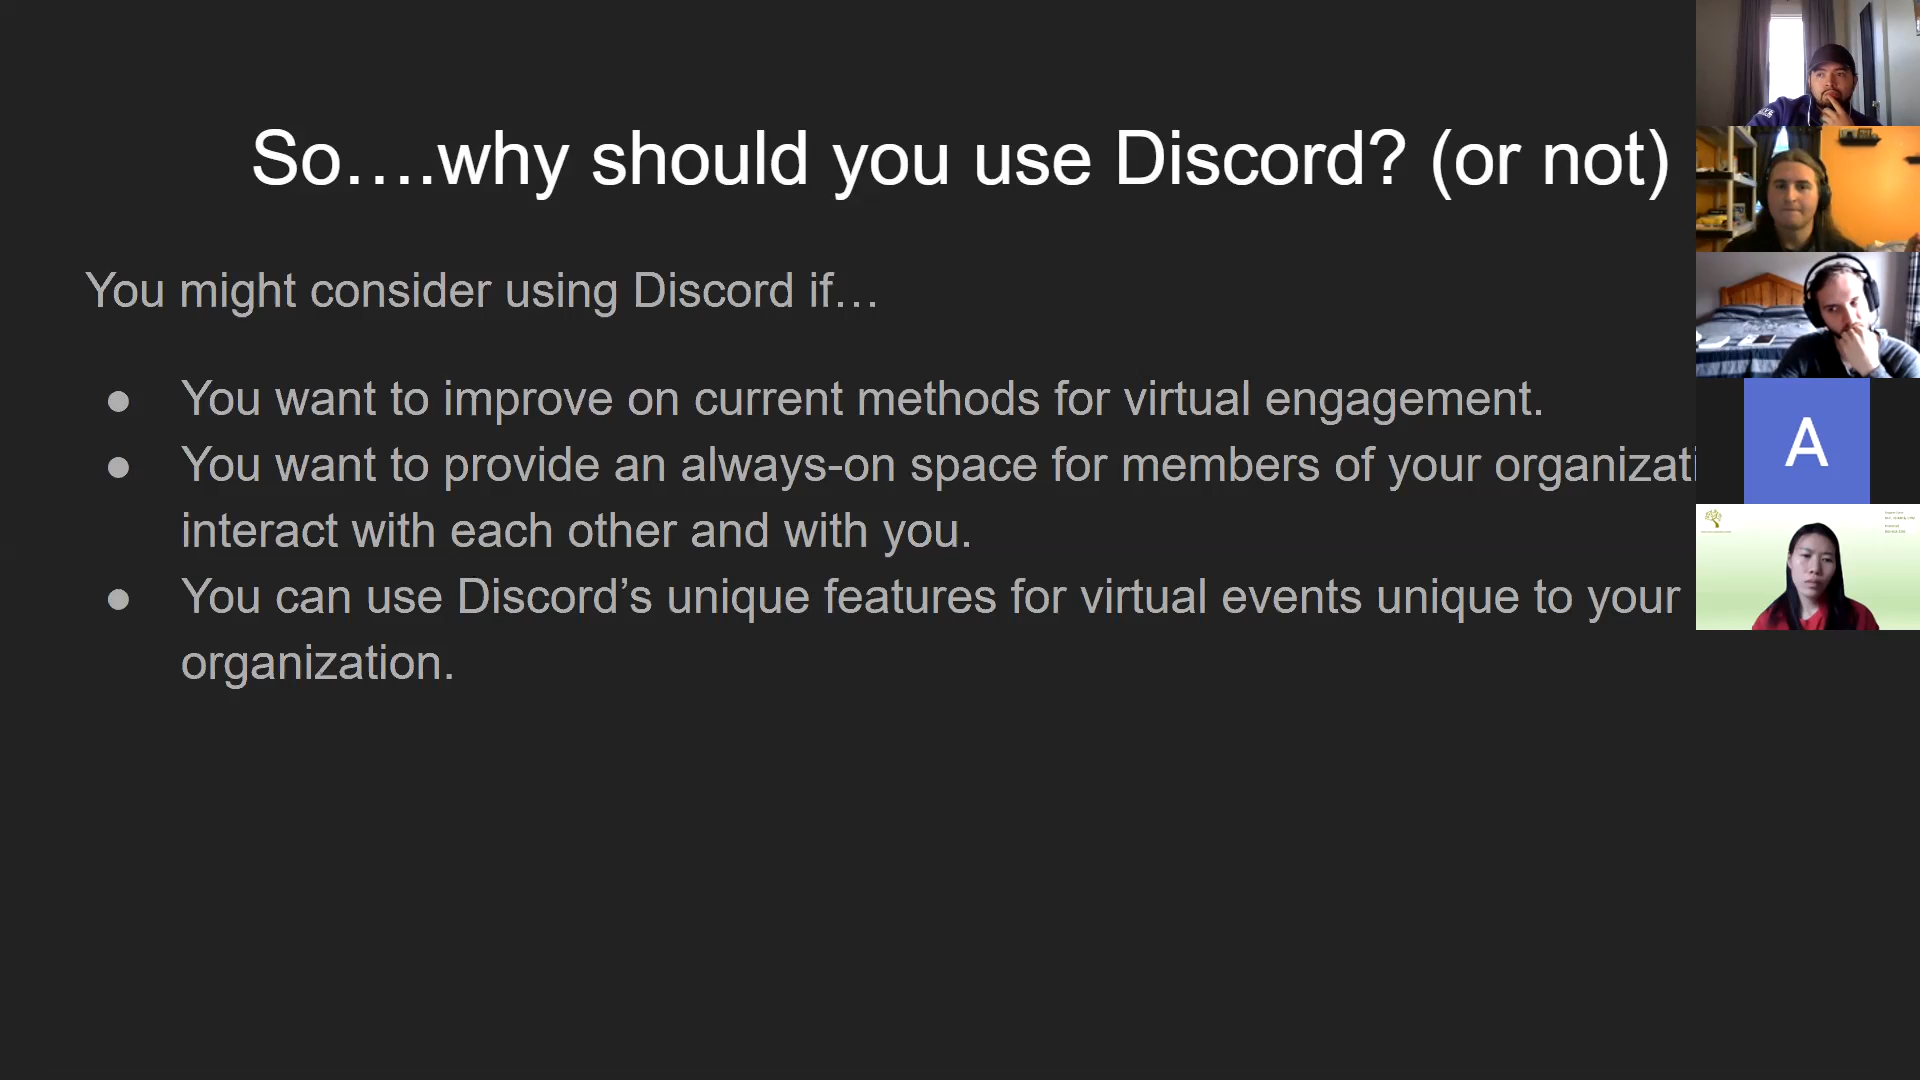 So….why should you use Discord? (or not)
You might consider using Discord if…
● You want to improve on current methods for virtual engagement.
● You want to provide an always-on space for members of your organizati
interact with each other and with you.
● You can use Discord’s unique features for virtual events unique to your
organization.
A